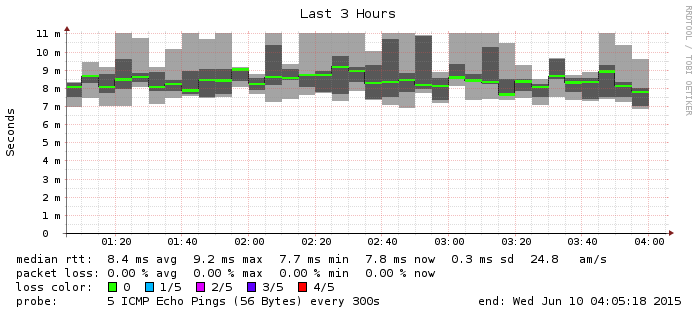 Last 3 Hours
RRDTOOL / TOBI OETIKER
Seconds
11 m
10 m
9 m
8 m
7 m
6 m
5 m
4 m
3 m
2 m
1 m
0
01:20 01:40 02:00 02:20 02:40 03:00 03:20 03:40 04:00
median rtt: 8.4 ms avg 9.2 ms max 7.7 ms min 7.8 ms now 0.3 ms sd 24.8 am/s
packet loss: 0.00 % avg 0.00 % max 0.00 % min 0.00 % now
loss color: 0 1/5 2/5 3/5 4/5
probe: 5 ICMP Echo Pings (56 Bytes) every 300s end: Wed Jun 10 04:05:18 2015